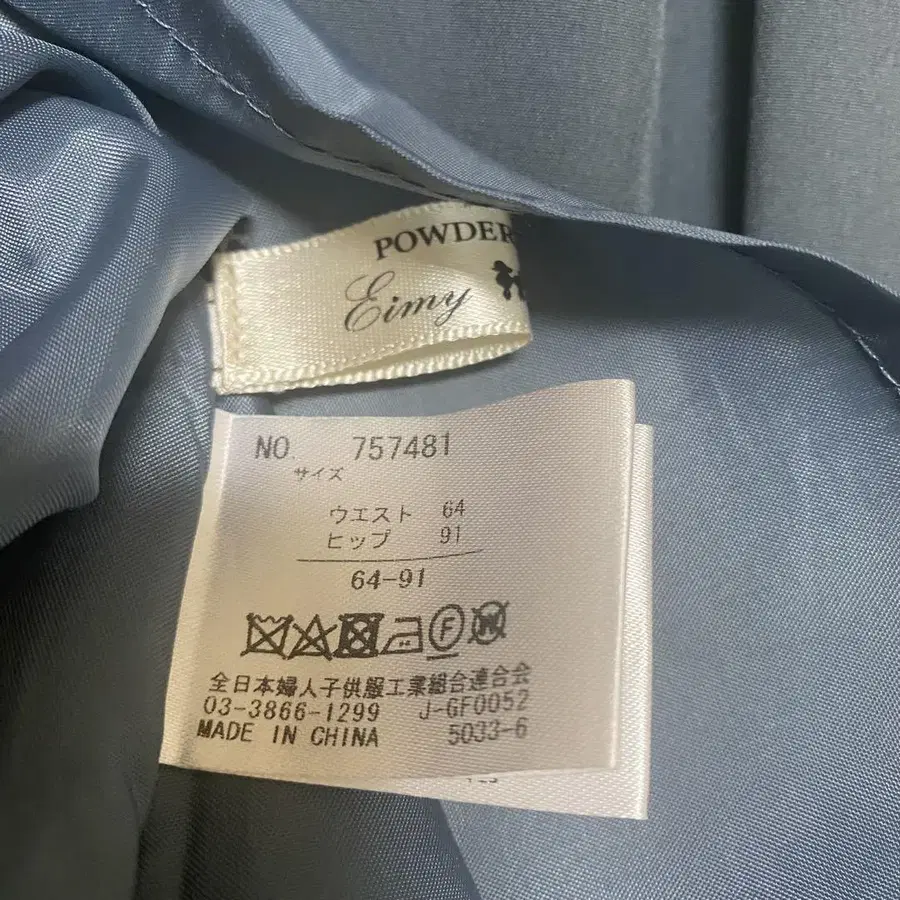 POWDER
Eimy
NO. 757481
サイズ
ウエスト 64
ヒップ 91
64-91
F
W
全日本婦人子供服工業組合連合会
03-3866-1299 J-GF0052
MADE IN CHINA 5033-6